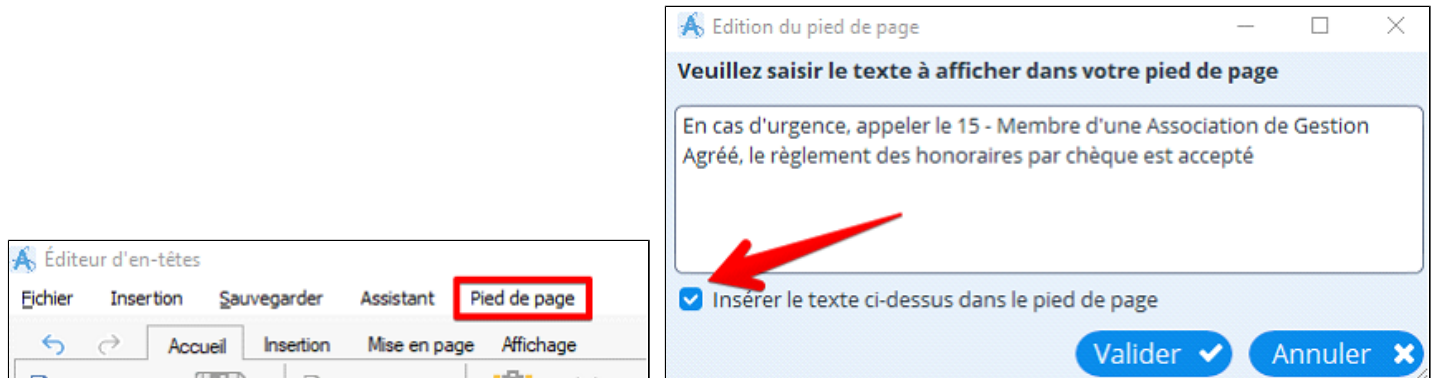 Éditeur d'en-têtes
Fichier Insertion Sauvegarder Assistant Pied de page
Accueil Insertion Mise en page Affichage
Edition du pied de page
Veuillez saisir le texte à afficher dans votre pied de page
En cas d'urgence, appeler le 15 - Membre d'une Association de Gestion
Agréé, le règlement des honoraires par chèque est accepté
Insérer le texte ci-dessus dans le pied de page
Valider Annuler